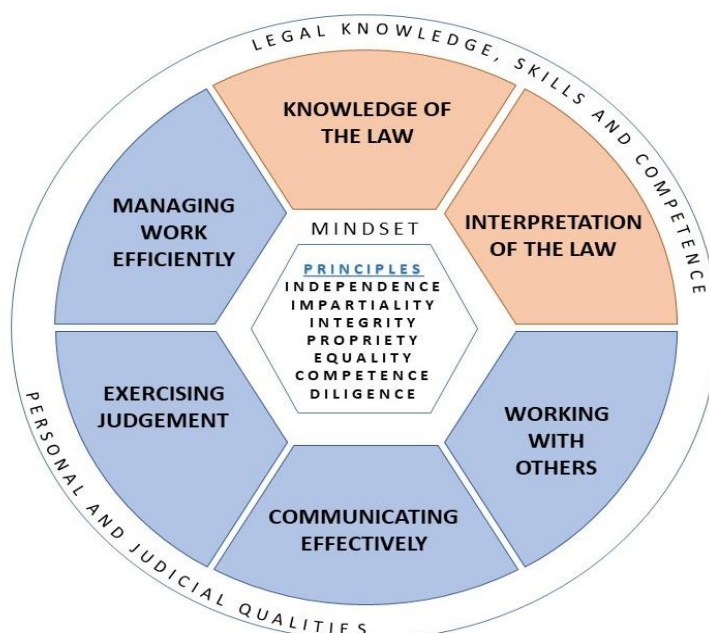 LEGAL KNOWLEDGE, SKILLS AND COMPETENCE
KNOWLEDGE OF
THE LAW
MANAGING
WORK
EFFICIENTLY
INTERPRETATION
OF THE LAW
MINDSET
PRINCIPLES
INDEPENDENCE
IMPARTIALITY
INTEGRITY
PROPRIETY
EQUALITY
COMPETENCE
DILIGENCE
EXERCISING
JUDGEMENT
WORKING
WITH
OTHERS
COMMUNICATING
EFFECTIVELY
PERSONAL AND JUDICIAL QUALITIES